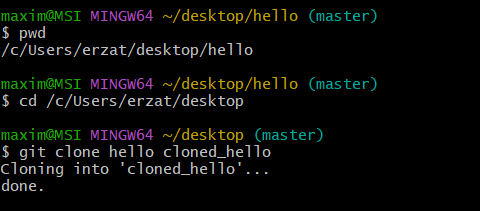 maxim@MSI MINGW64 ~/desktop/hello (master)
$ pwd
/c/Users/erzat/desktop/hello
maxim@MSI MINGW64 ~/desktop/hello (master)
$ cd /c/Users/erzat/desktop
maxim@MSI MINGW64 ~/desktop (master)
$ git clone hello cloned_hello
Cloning into 'cloned_hello'...
done.